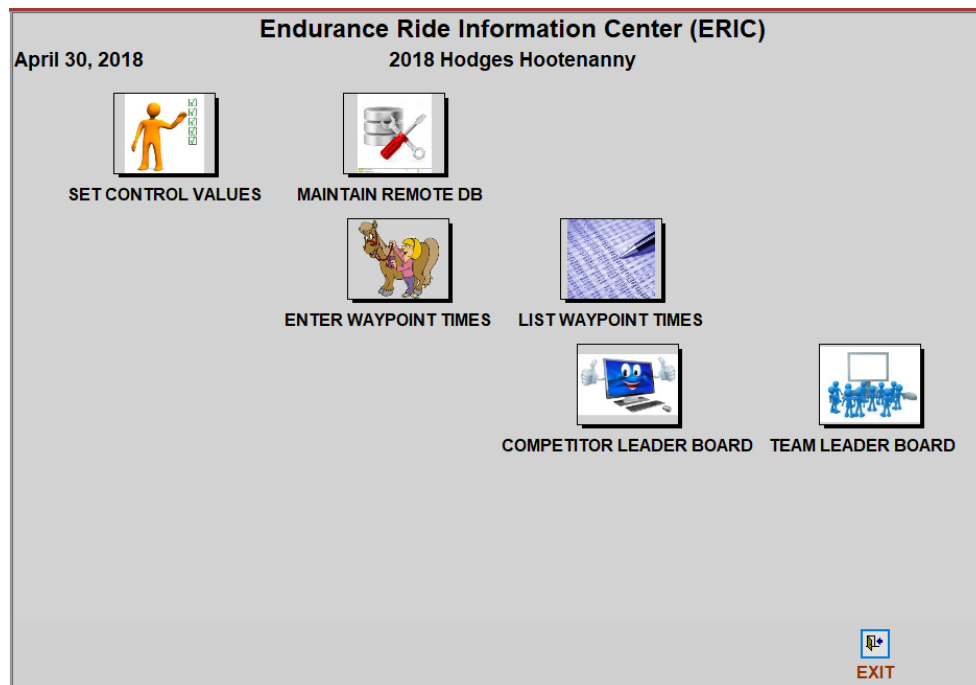 Endurance Ride Information Center (ERIC)
April 30, 2018
2018 Hodges Hootenanny
SET CONTROL VALUES
MAINTAIN REMOTE DB
ENTER WAYPOINT TIMES
LIST WAYPOINT TIMES
COMPETITOR LEADER BOARD
TEAM LEADER BOARD
EXIT